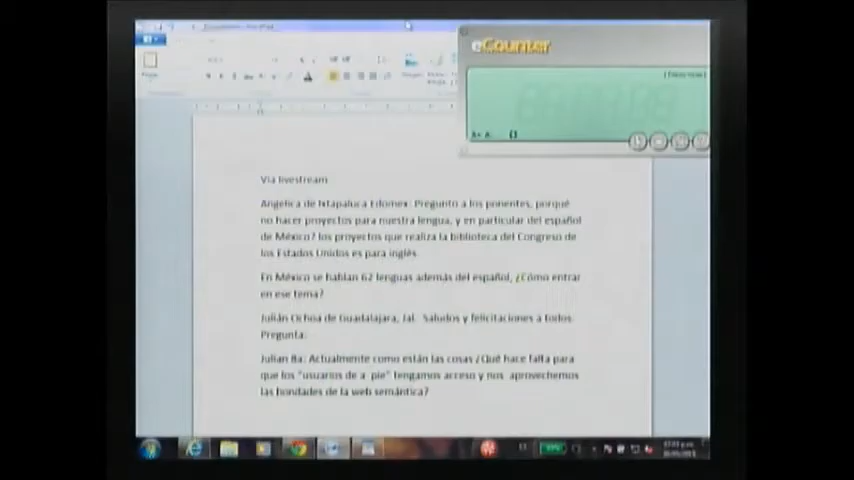 eCounter
Via livestream
Angélica de Ixtapaluca Edomex: Pregunto a los ponentes, porqué
no hacer proyectos para nuestra lengua, y en particular del español
de México? los proyectos que realiza la biblioteca del Congreso de
los Estados Unidos es para inglés.
En México se hablan 62 lenguas además del español, ¿Cómo entrar
en ese tema?
Julián Ochoa de Guadalajara, Jal. Saludos y felicitaciones a todos.
Pregunta:
Julian 8a: Actualmente como están las cosas ¿Qué hace falta para
que los "usuarios de a pie" tengamos acceso y nos aprovechemos
las bondades de la web semántica?